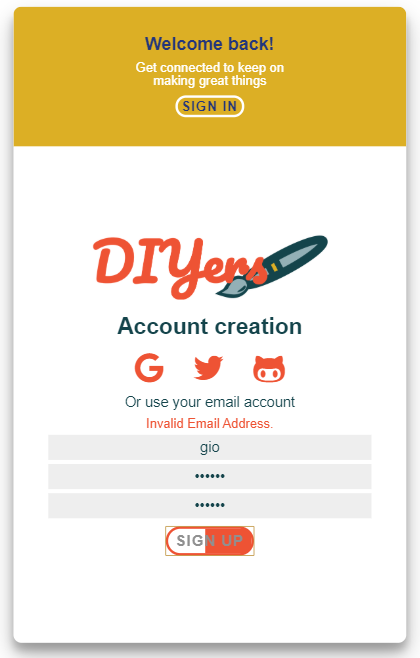 Welcome back!
Get connected to keep on
making great things
SIGN IN
DIYers
Account creation
Or use your email account
Invalid Email Address.
gio
••••••
••••••
SIGN UP